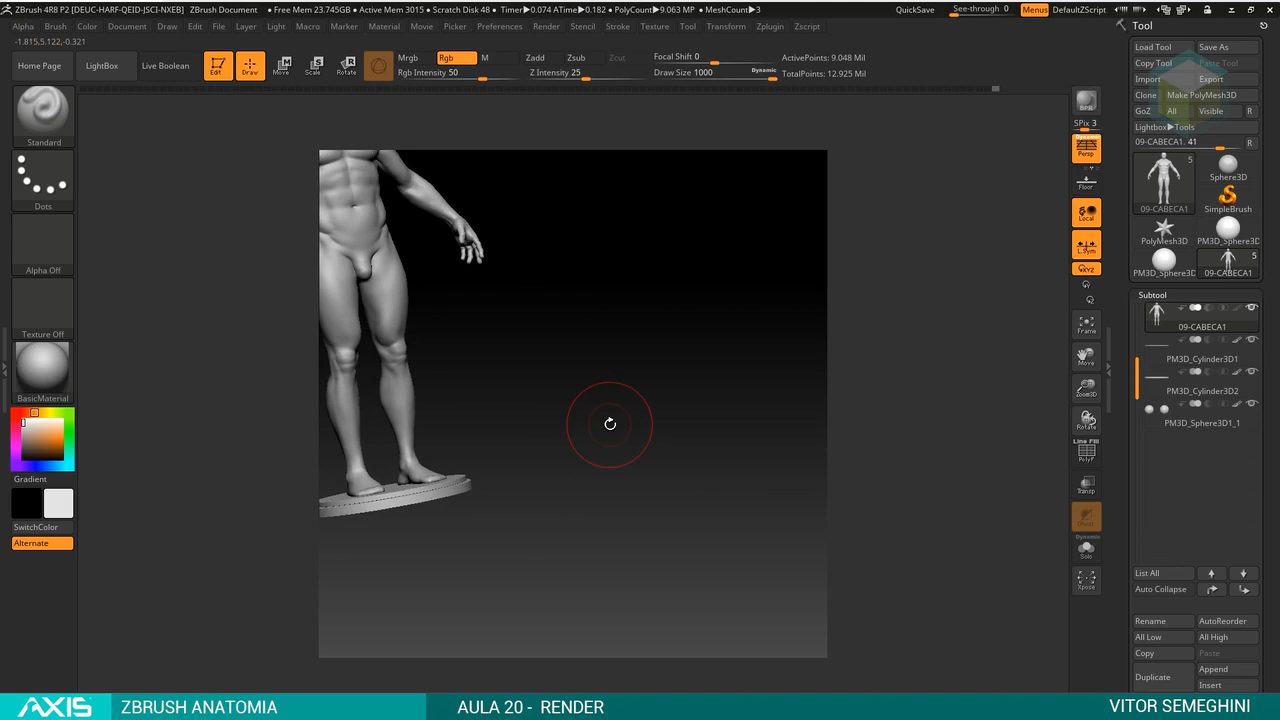 ZBrush 4R8 P2 [DEUC-HARF-QEID-JSCI-NXEB] ZBrush Document • Free Mem 23.745GB • Active Mem 3015 • Scratch Disk 48 • Timer▶0.074 ATime▶0.182 • PolyCount▶9.063 MP • MeshCount▶3
QuickSave See-through 0 Menus DefaultZScript
Alpha Brush Color Document Draw Edit File Layer Light Macro Marker Material Movie Picker Preferences Render Stencil Stroke Texture Tool Transform Zplugin Zscript
-1.815,5.122,-0.321
Home Page LightBox Live Boolean
Edit Draw Move Scale Rotate
Mrgb Rgb M
Rgb Intensity 50
Zadd Zsub Zcut
Z Intensity 25
Focal Shift 0
Draw Size 1000 Dynamic
ActivePoints: 9.048 Mil
TotalPoints: 12.925 Mil
Standard
Dots
Alpha Off
Texture Off
BasicMaterial
Gradient
SwitchColor
Alternate
BPR
SPix 3
Dynamic
Persp
Floor
Local
L.Sym
XYZ
Frame
Move
Zoom3D
Rotate
Line Fill
PolyF
Transp
Ghost
Dynamic
Solo
Xpose
Tool
Load Tool Save As
Copy Tool Paste Tool
Import Export
Clone Make PolyMesh3D
GoZ All Visible R
Lightbox▶Tools
09-CABECA1. 41 R
5
09-CABECA1
Sphere3D
SimpleBrush
PolyMesh3D PM3D_Sphere3D
5
PM3D_Sphere3D 09-CABECA1
Subtool
09-CABECA1
PM3D_Cylinder3D1
PM3D_Cylinder3D2
PM3D_Sphere3D1_1
List All
Auto Collapse
Rename AutoReorder
All Low All High
Copy Paste
Duplicate Append
Insert
AXIS ZBRUSH ANATOMIA AULA 20 - RENDER VITOR SEMEGHINI